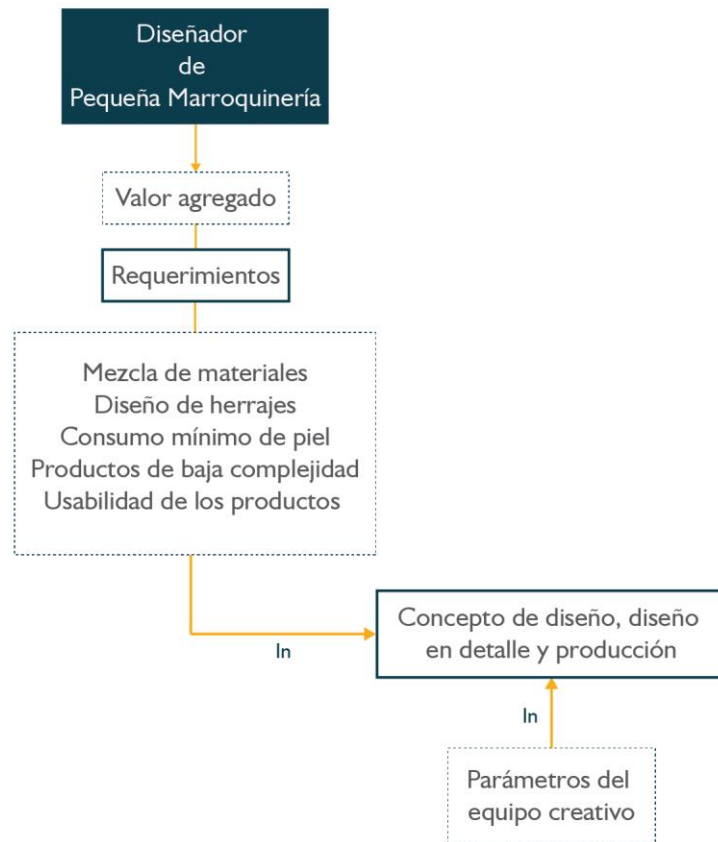 Diseñador
de
Pequeña Marroquinería
Valor agregado
Requerimientos
Mezcla de materiales
Diseño de herrajes
Consumo mínimo de piel
Productos de baja complejidad
Usabilidad de los productos
Concepto de diseño, diseño
en detalle y producción
In
In
Parámetros del
equipo creativo